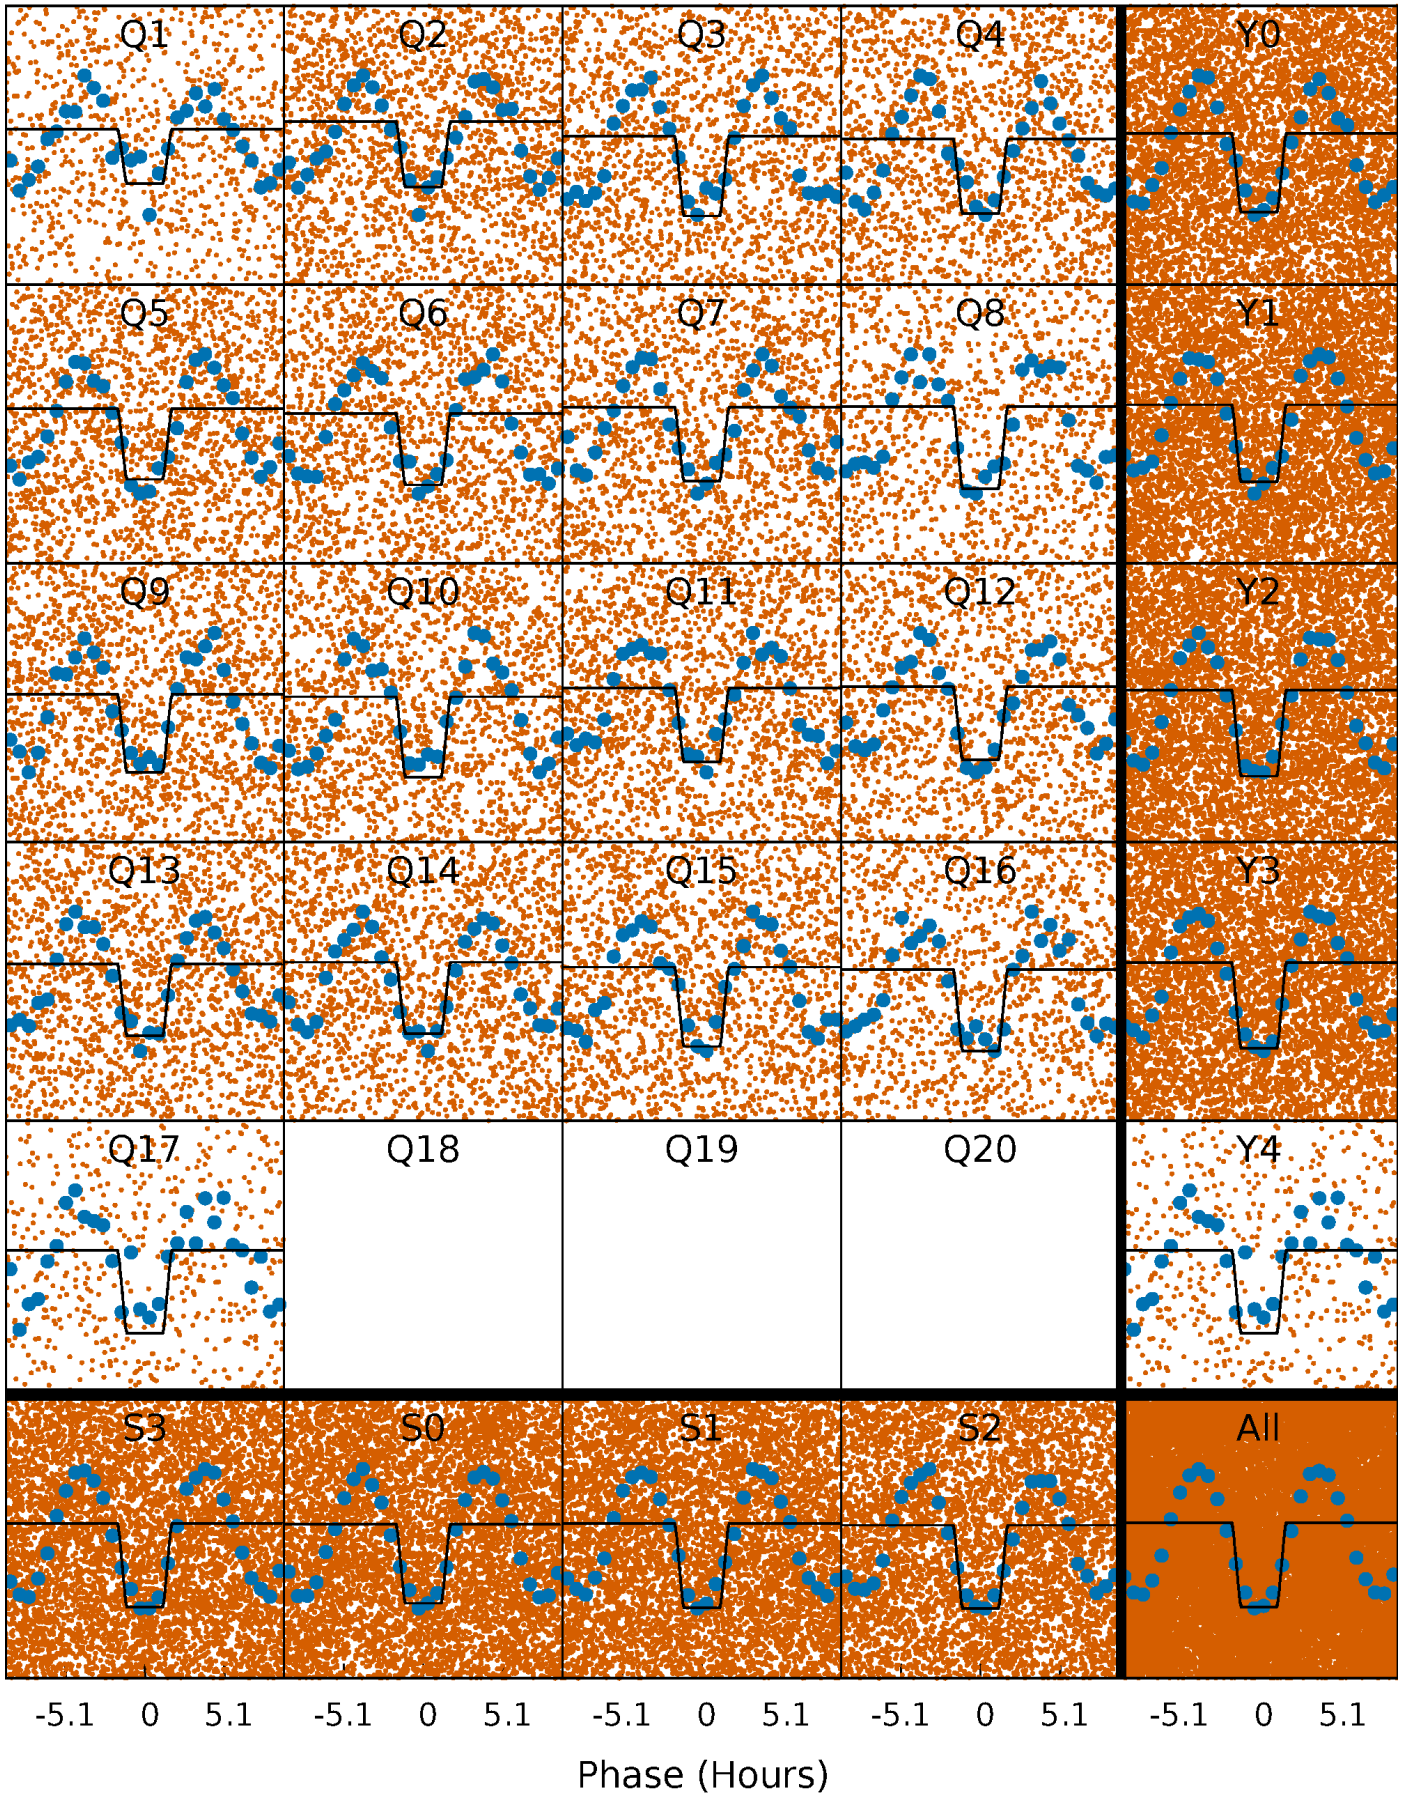 Q1 Q2 Q3 Q4 Y0
Q5 Q6 Q7 Q8 Y1
Q9 Q10 Q11 Q12 Y2
Q13 Q14 Q15 Q16 Y3
Q17 Q18 Q19 Q20 Y4
S3 S0 S1 S2 All
-5.1 0 5.1 -5.1 0 5.1 -5.1 0 5.1 -5.1 0 5.1 -5.1 0 5.1
Phase (Hours)